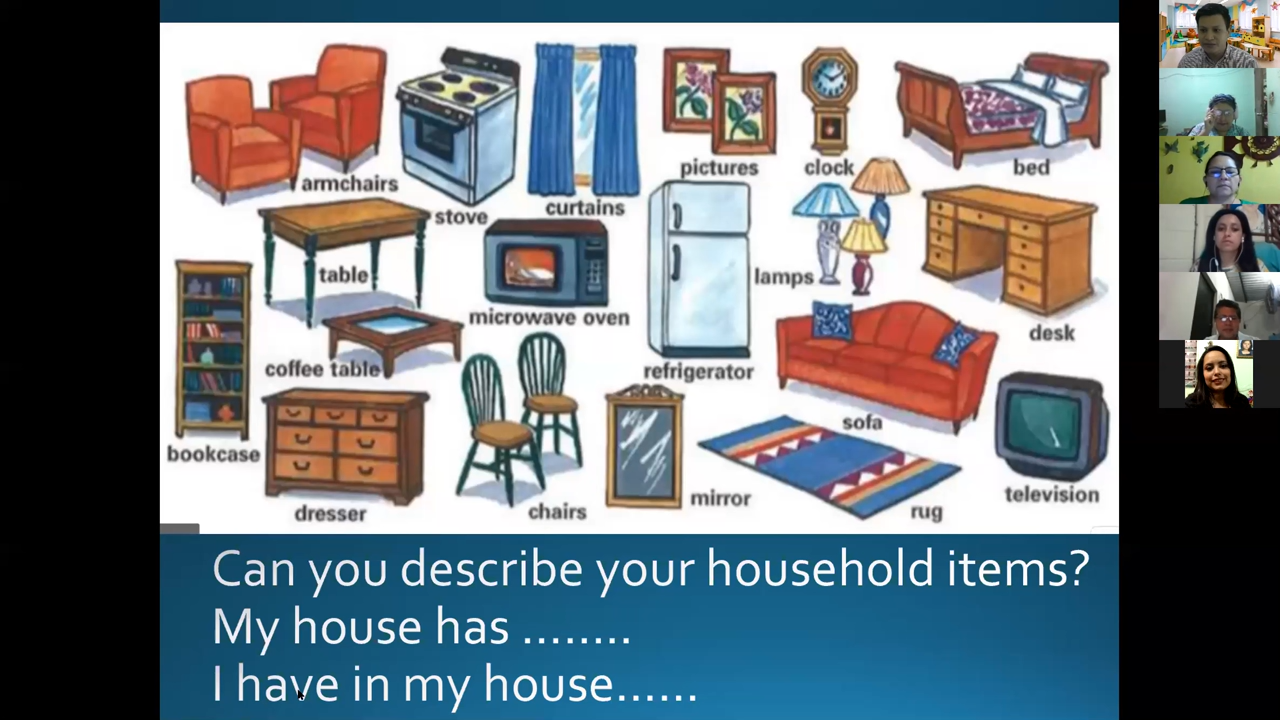 armchairs
stove
curtains
pictures
clock
bed
table
microwave oven
lamps
desk
coffee table
refrigerator
sofa
bookcase
dresser
chairs
mirror
rug
television
Can you describe your household items?
My house has ........
I have in my house......